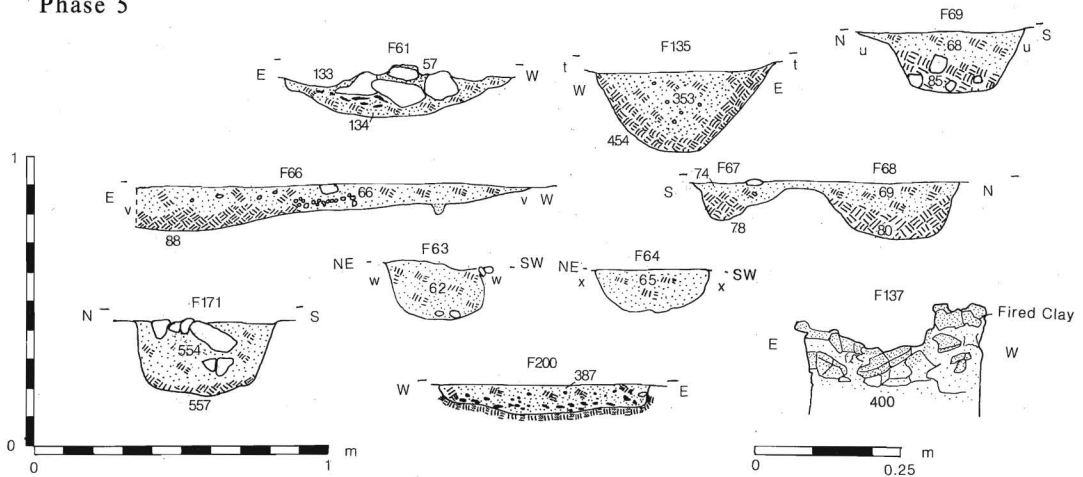 Phase 5
F61
E 133 57 W
134
F135
t t
W 353 E
454
F69
N S
u 68 u
85
1
F66
E 66
v v W
88
74 F67 F68
S 69 N
78 80
F63
NE SW
w 62 w
F64
NE SW
x 65 x
F171
N S
554
557
F200
W 387 E
F137
Fired Clay
E W
400
0
m
0 1
m
0 0.25